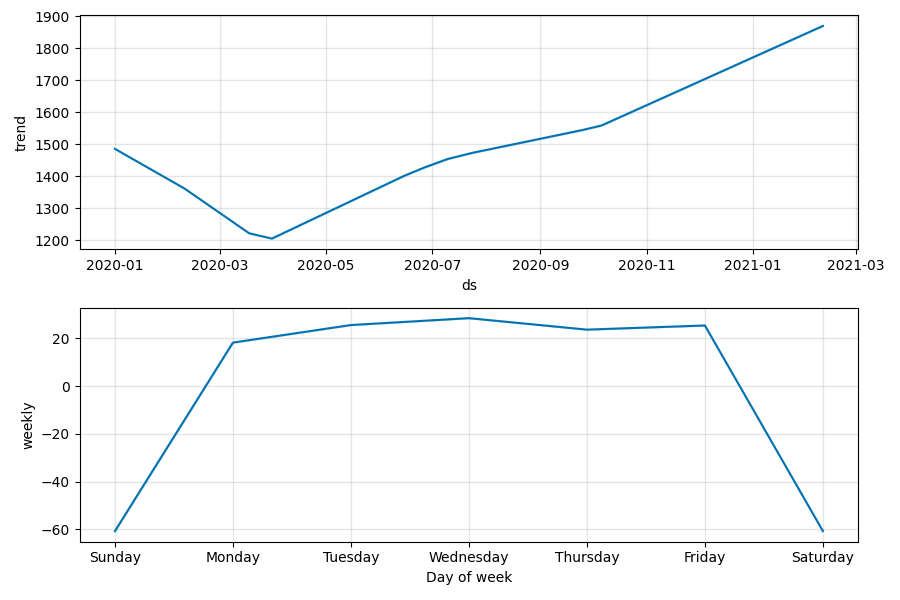 1900
1800
1700
1600
1500
1400
1300
1200
trend
2020-01 2020-03 2020-05 2020-07 2020-09 2020-11 2021-01 2021-03
ds
20
0
−20
−40
−60
weekly
Sunday Monday Tuesday Wednesday Thursday Friday Saturday
Day of week